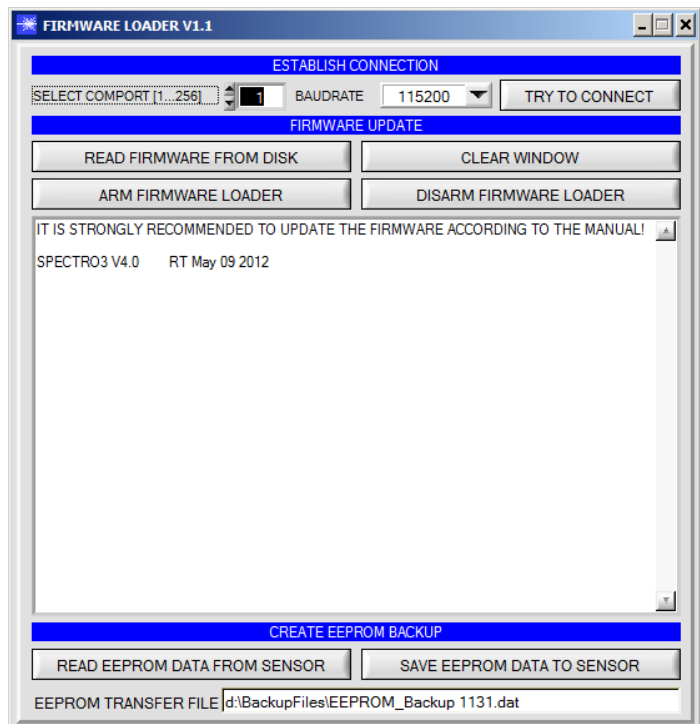 FIRMWARE LOADER V1.1
ESTABLISH CONNECTION
SELECT COMPORT [1...256] 1 BAUDRATE 115200 TRY TO CONNECT
FIRMWARE UPDATE
READ FIRMWARE FROM DISK CLEAR WINDOW
ARM FIRMWARE LOADER DISARM FIRMWARE LOADER
IT IS STRONGLY RECOMMENDED TO UPDATE THE FIRMWARE ACCORDING TO THE MANUAL!
SPECTRO3 V4.0 RT May 09 2012
CREATE EEPROM BACKUP
READ EEPROM DATA FROM SENSOR SAVE EEPROM DATA TO SENSOR
EEPROM TRANSFER FILE d:\BackupFiles\EEPROM_Backup 1131.dat